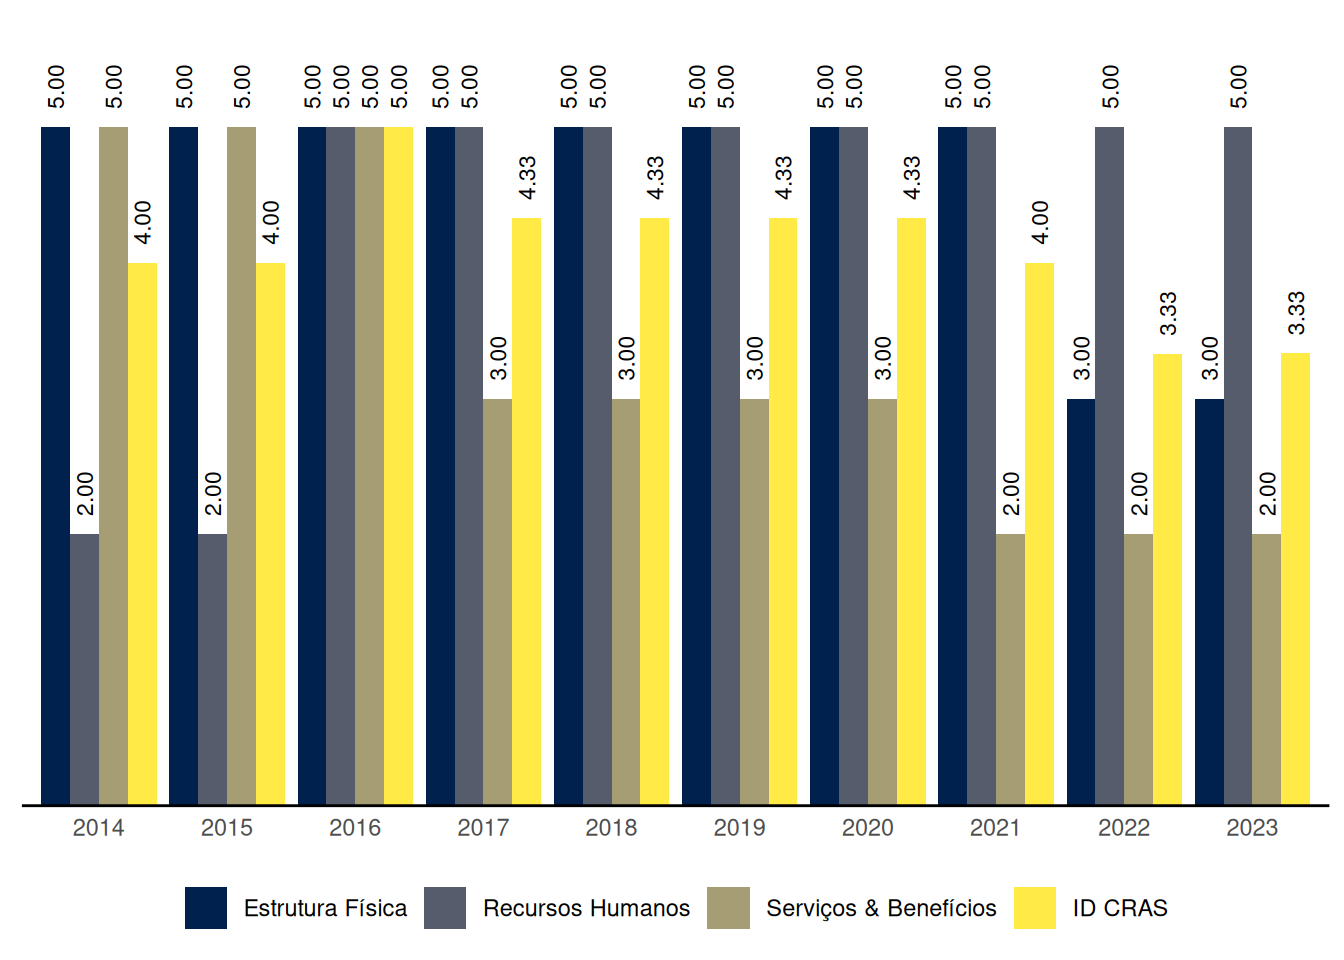 5.00 2.00 5.00 4.00 5.00 2.00 5.00 4.00 5.00 5.00 5.00 5.00 5.00 5.00 3.00 4.33 5.00 5.00 3.00 4.33 5.00 5.00 3.00 4.33 5.00 5.00 3.00 4.33 5.00 5.00 2.00 4.00 3.00 5.00 2.00 3.33 3.00 5.00 2.00 3.33
2014 2015 2016 2017 2018 2019 2020 2021 2022 2023
Estrutura Física Recursos Humanos Serviços & Benefícios ID CRAS